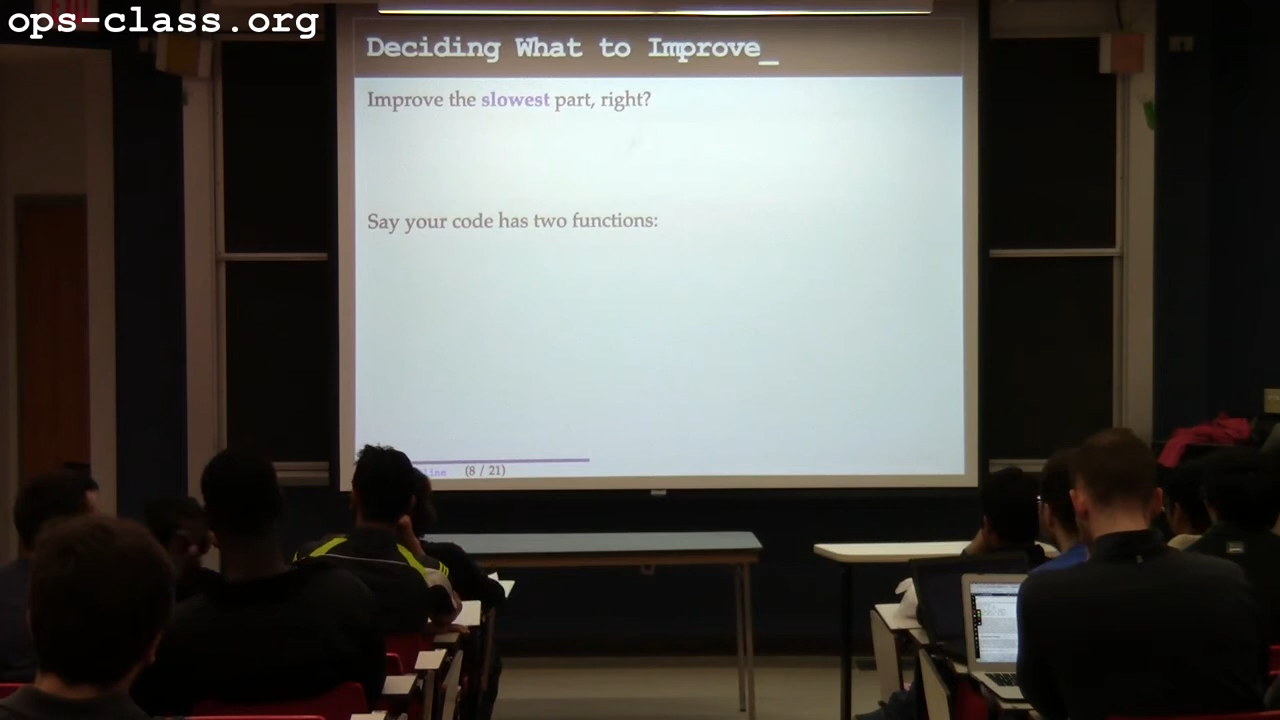 ops-class.org
Deciding What to Improve_
Improve the slowest part, right?
Say your code has two functions:
(8 / 21)